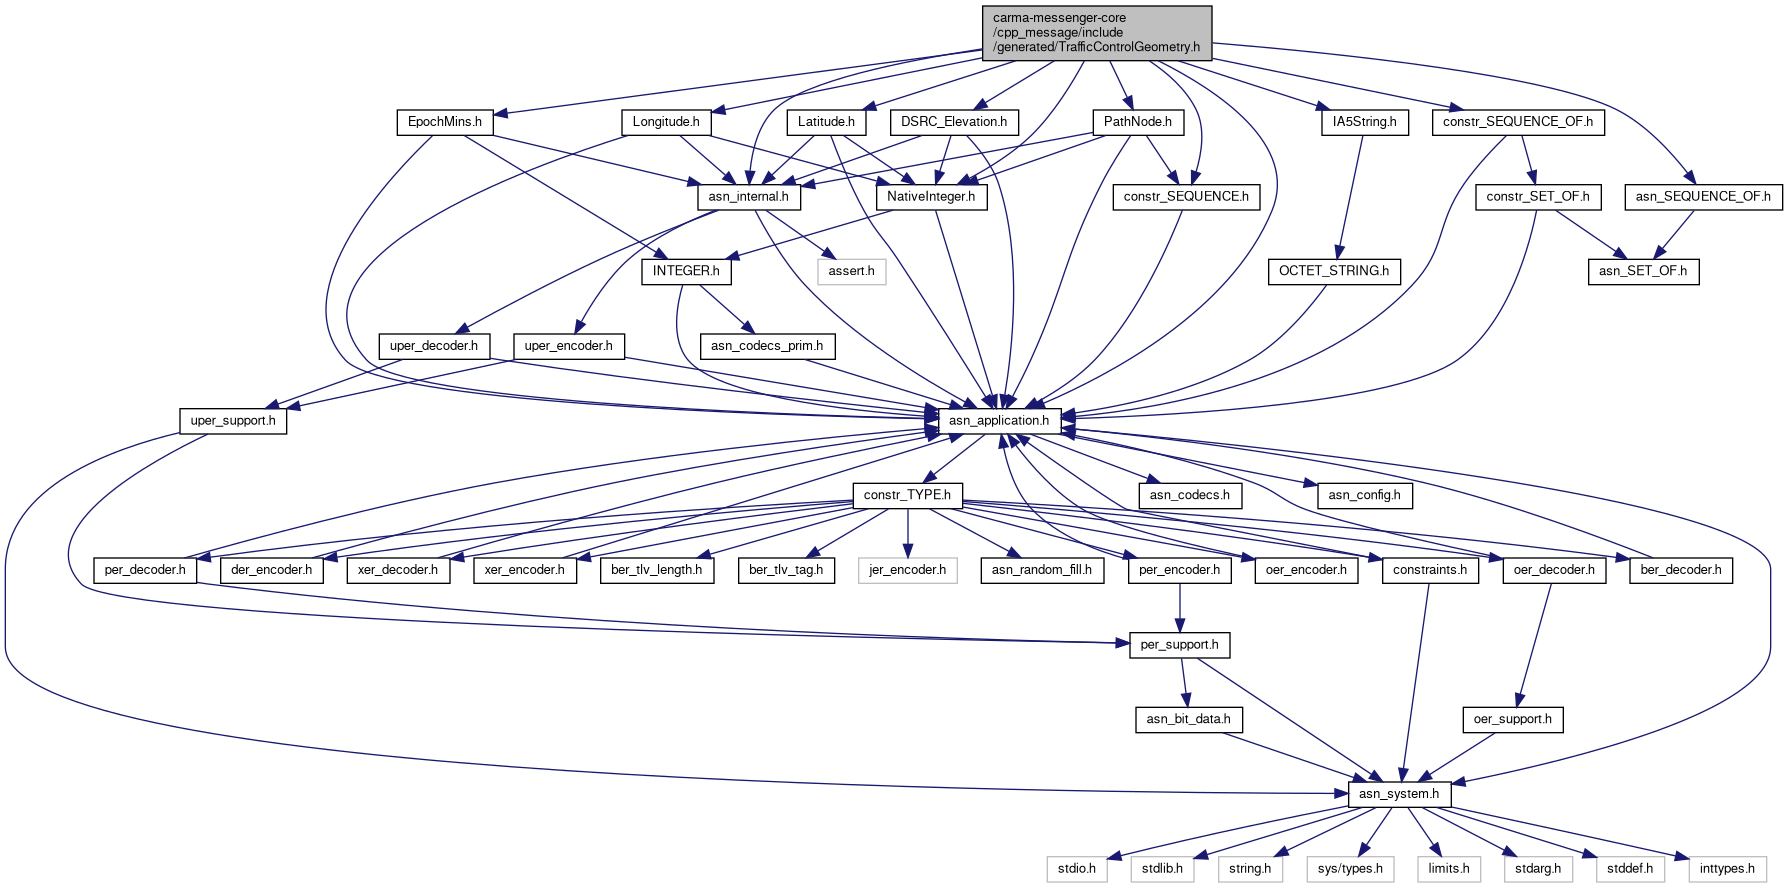 carma-messenger-core
/cpp_message/include
/generated/TrafficControlGeometry.h
EpochMins.h
Longitude.h
Latitude.h
DSRC_Elevation.h
PathNode.h
IA5String.h
constr_SEQUENCE_OF.h
asn_internal.h
NativeInteger.h
constr_SEQUENCE.h
constr_SET_OF.h
asn_SEQUENCE_OF.h
INTEGER.h
assert.h
OCTET_STRING.h
asn_SET_OF.h
uper_decoder.h
uper_encoder.h
asn_codecs_prim.h
uper_support.h
asn_application.h
constr_TYPE.h
asn_codecs.h
asn_config.h
per_decoder.h
der_encoder.h
xer_decoder.h
xer_encoder.h
ber_tlv_length.h
ber_tlv_tag.h
jer_encoder.h
asn_random_fill.h
per_encoder.h
oer_encoder.h
constraints.h
oer_decoder.h
ber_decoder.h
per_support.h
asn_bit_data.h
oer_support.h
asn_system.h
stdio.h
stdlib.h
string.h
sys/types.h
limits.h
stdarg.h
stddef.h
inttypes.h